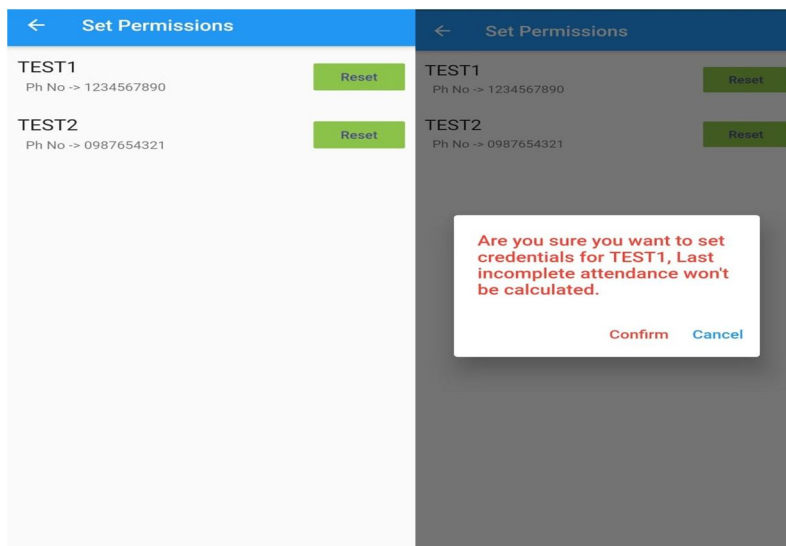 Set Permissions
TEST1
Reset
Ph No -> 1234567890
TEST2
Reset
Ph No -> 0987654321
Set Permissions
TEST1
Reset
Ph No -> 1234567890
TEST2
Reset
Ph No -> 0987654321
Are you sure you want to set
credentials for TEST1, Last
incomplete attendance won't
be calculated.
Confirm Cancel